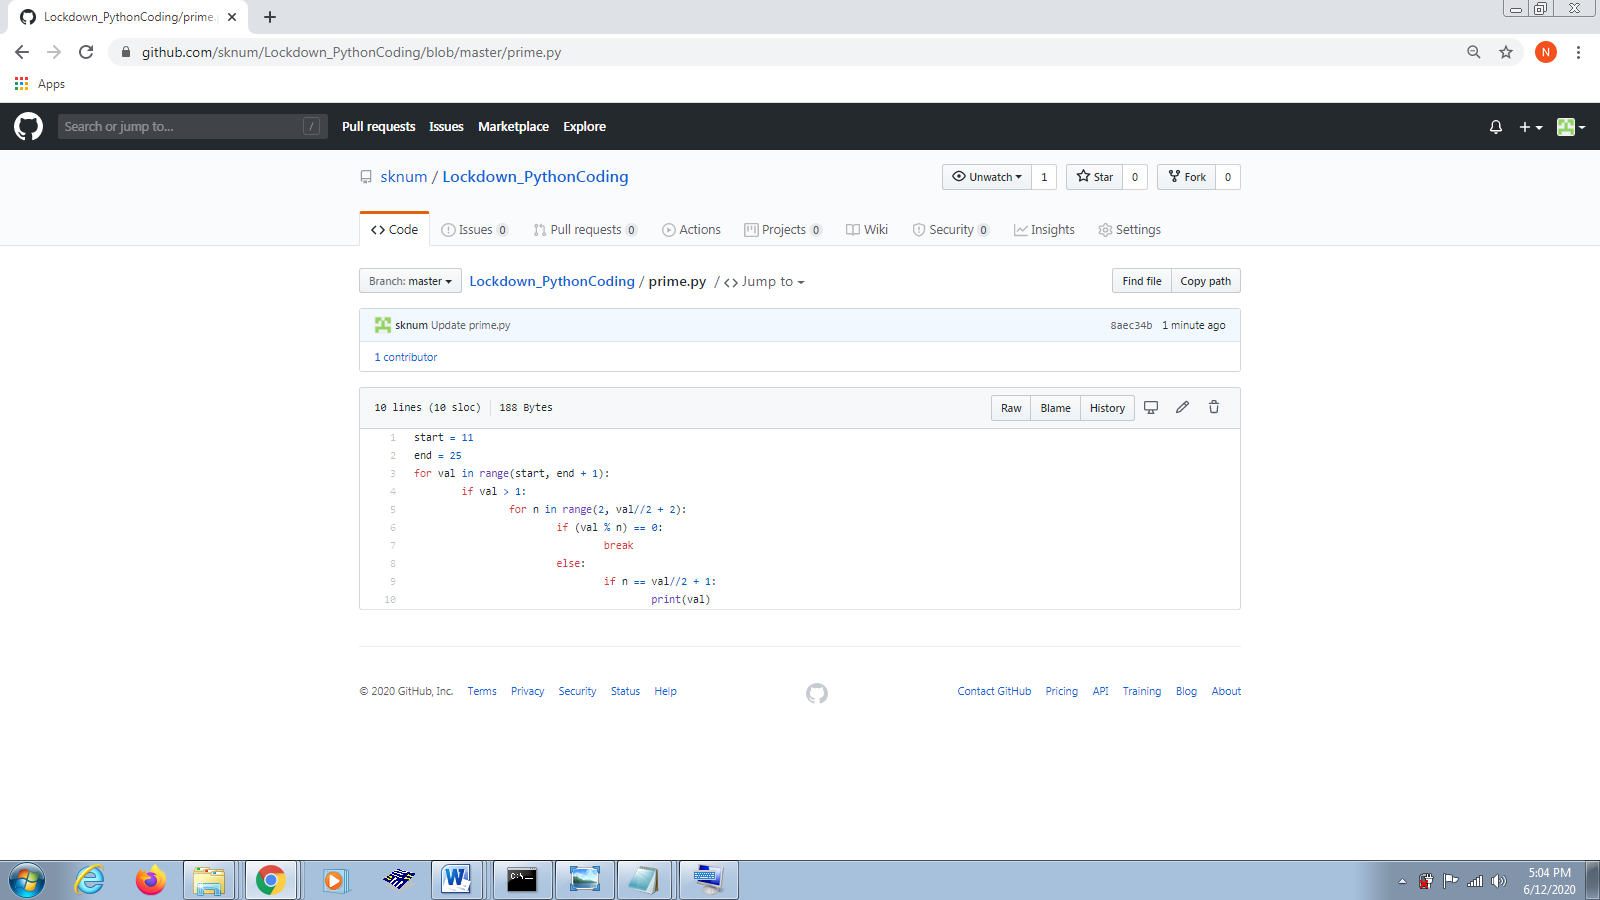 Lockdown_PythonCoding/prime.
github.com/sknum/Lockdown_PythonCoding/blob/master/prime.py
N
Apps
Search or jump to... /
Pull requests Issues Marketplace Explore
sknum / Lockdown_PythonCoding
Unwatch 1 Star 0 Fork 0
Code Issues 0 Pull requests 0 Actions Projects 0 Wiki Security 0 Insights Settings
Branch: master Lockdown_PythonCoding / prime.py / Jump to
Find file Copy path
sknum Update prime.py 8aec34b 1 minute ago
1 contributor
10 lines (10 sloc) 188 Bytes Raw Blame History
1 start = 11
2 end = 25
3 for val in range(start, end + 1):
4 if val > 1:
5 for n in range(2, val//2 + 2):
6 if (val % n) == 0:
7 break
8 else:
9 if n == val//2 + 1:
10 print(val)
© 2020 GitHub, Inc. Terms Privacy Security Status Help Contact GitHub Pricing API Training Blog About
W C:\_ 5:04 PM
6/12/2020